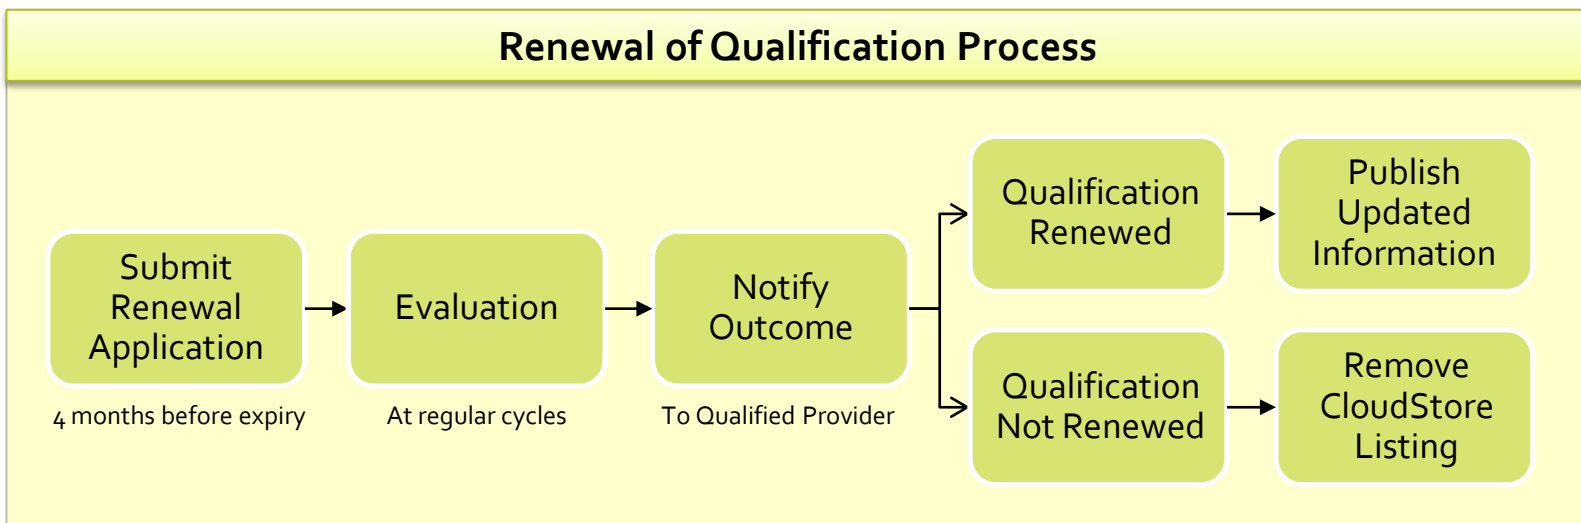 Renewal of Qualification Process
Submit
Renewal
Application
4 months before expiry
Evaluation
At regular cycles
Notify
Outcome
To Qualified Provider
Qualification
Renewed
Publish
Updated
Information
Qualification
Not Renewed
Remove
CloudStore
Listing